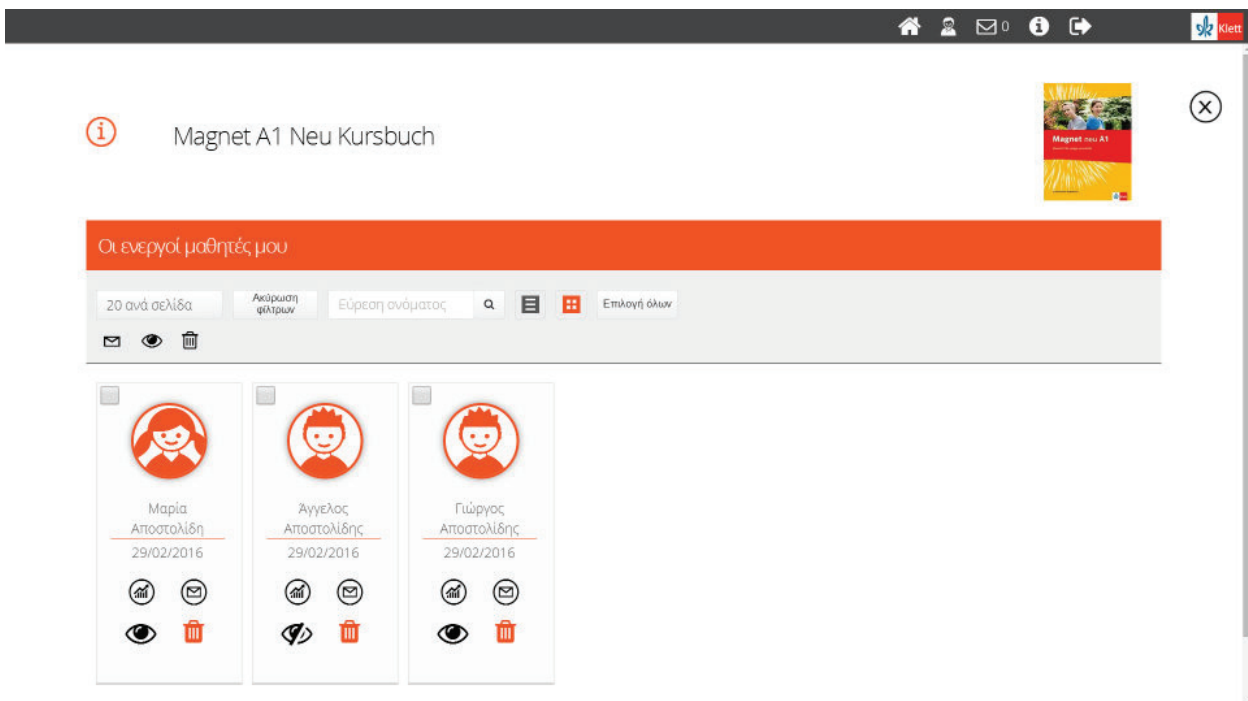 0
Klett
Magnet A1 Neu Kursbuch
Magnet neu A1
Οι ενεργοί μαθητές μου
20 ανά σελίδα
Ακύρωση
φίλτρων
Εύρεση ονόματος
Επιλογή όλων
Μαρία
Αποστολίδη
29/02/2016
Άγγελος
Αποστολίδης
29/02/2016
Γιώργος
Αποστολίδης
29/02/2016